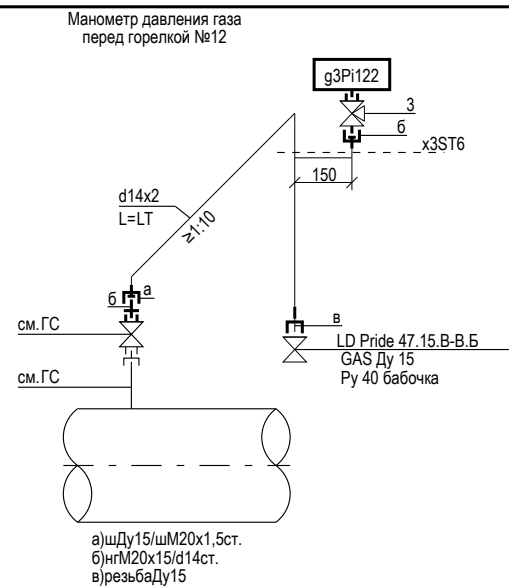 Манометр давления газа
перед горелкой №12
g3Pi122
3
б
x3ST6
150
d14x2
L=LT
≥1:10
а
б
см.ГС
см.ГС
в
LD Pride 47.15.В-В.Б
GAS Ду 15
Ру 40 бабочка
а)шДу15/шМ20х1,5ст.
б)нгМ20х15/d14ст.
в)резьбаДу15